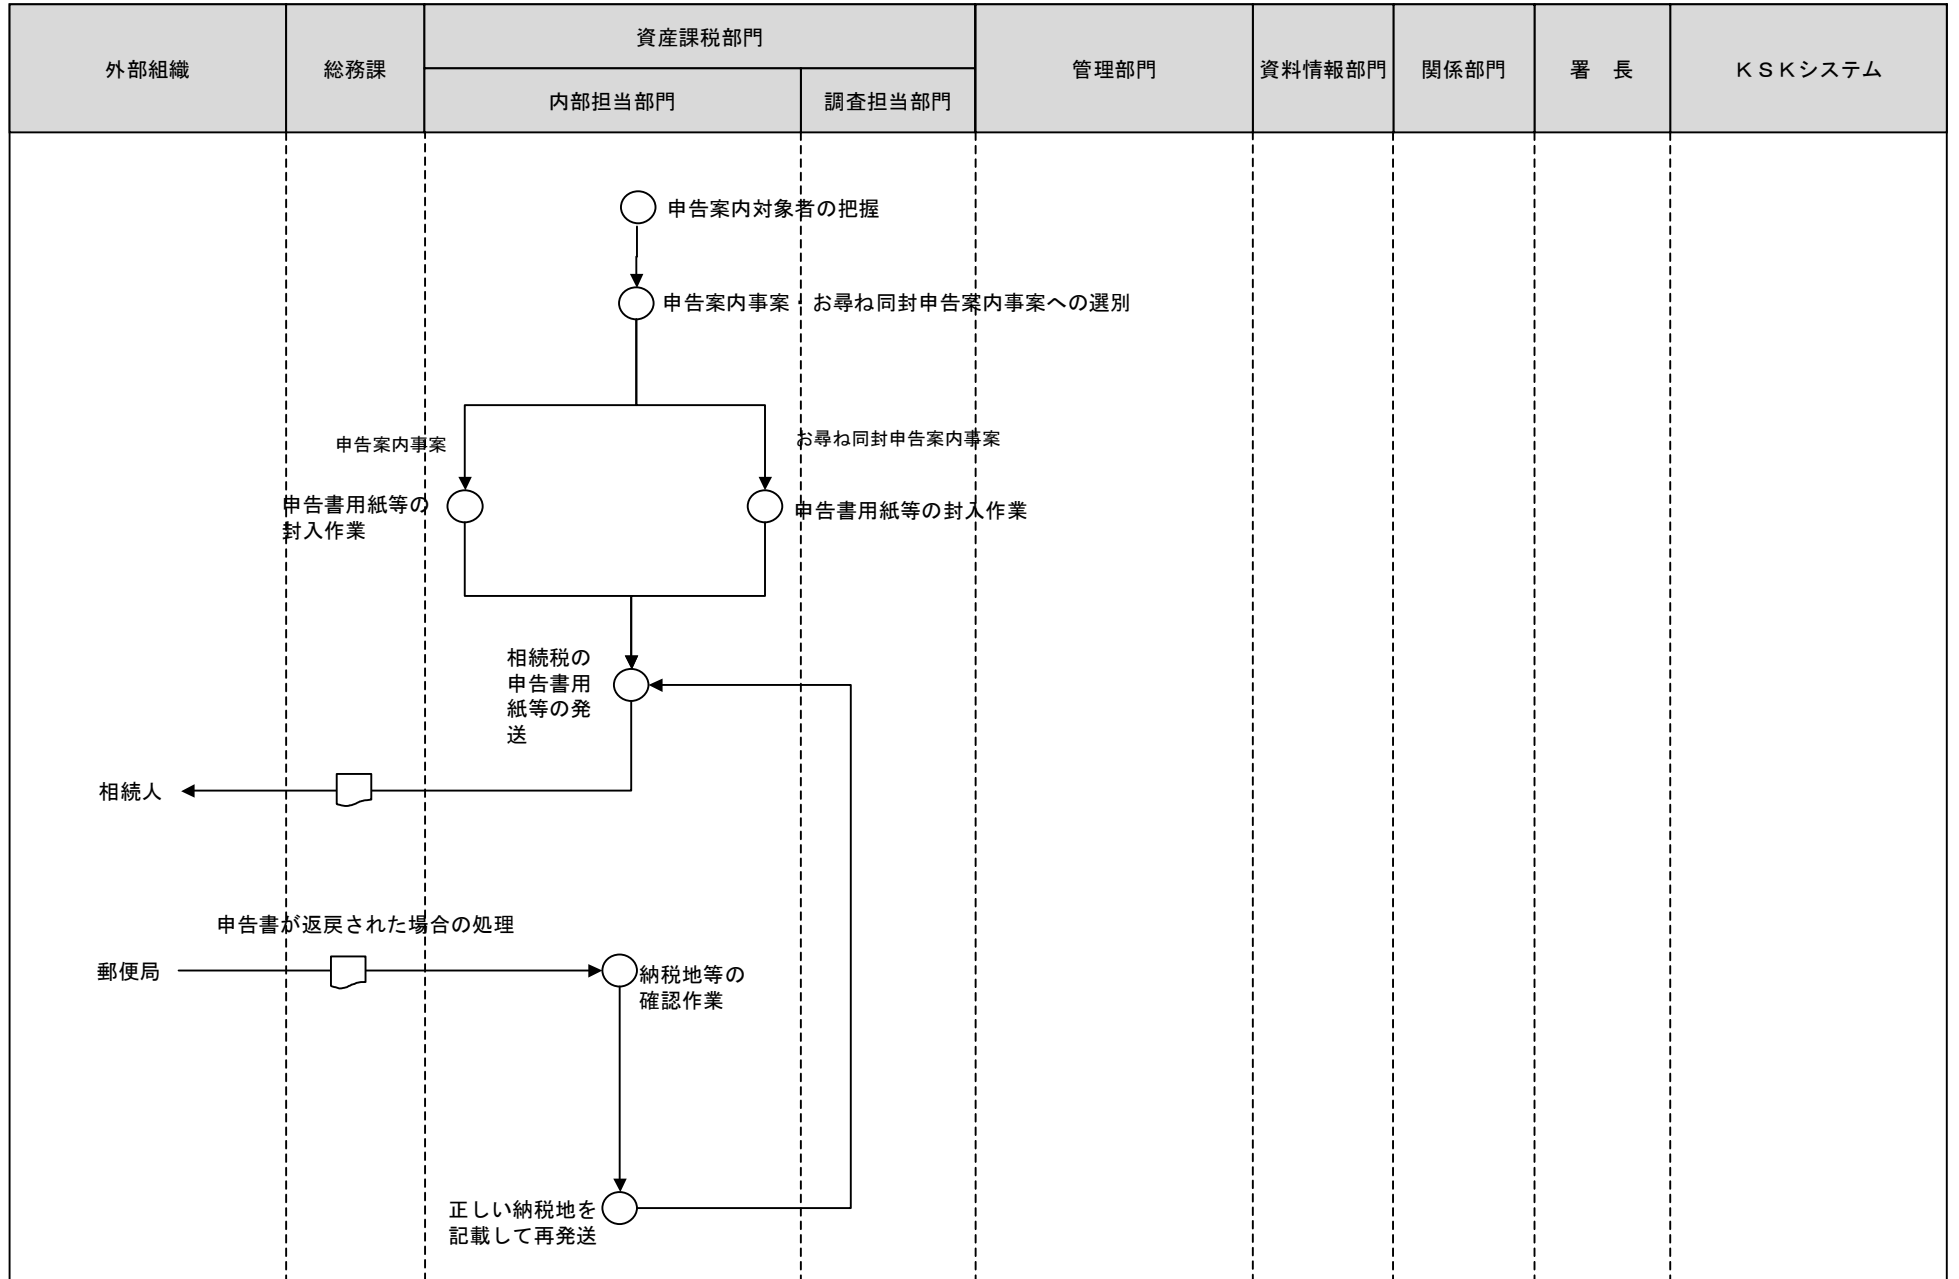 外部組織
総務課
資産課税部門
内部担当部門
調査担当部門
管理部門
資料情報部門
関係部門
署　長
ＫＳＫシステム
申告案内対象者の把握
申告案内事案・お尋ね同封申告案内事案への選別
申告案内事案
お尋ね同封申告案内事案
申告書用紙等の
封入作業
申告書用紙等の封入作業
相続税の
申告書用
紙等の発
送
相続人
申告書が返戻された場合の処理
郵便局
納税地等の
確認作業
正しい納税地を
記載して再発送